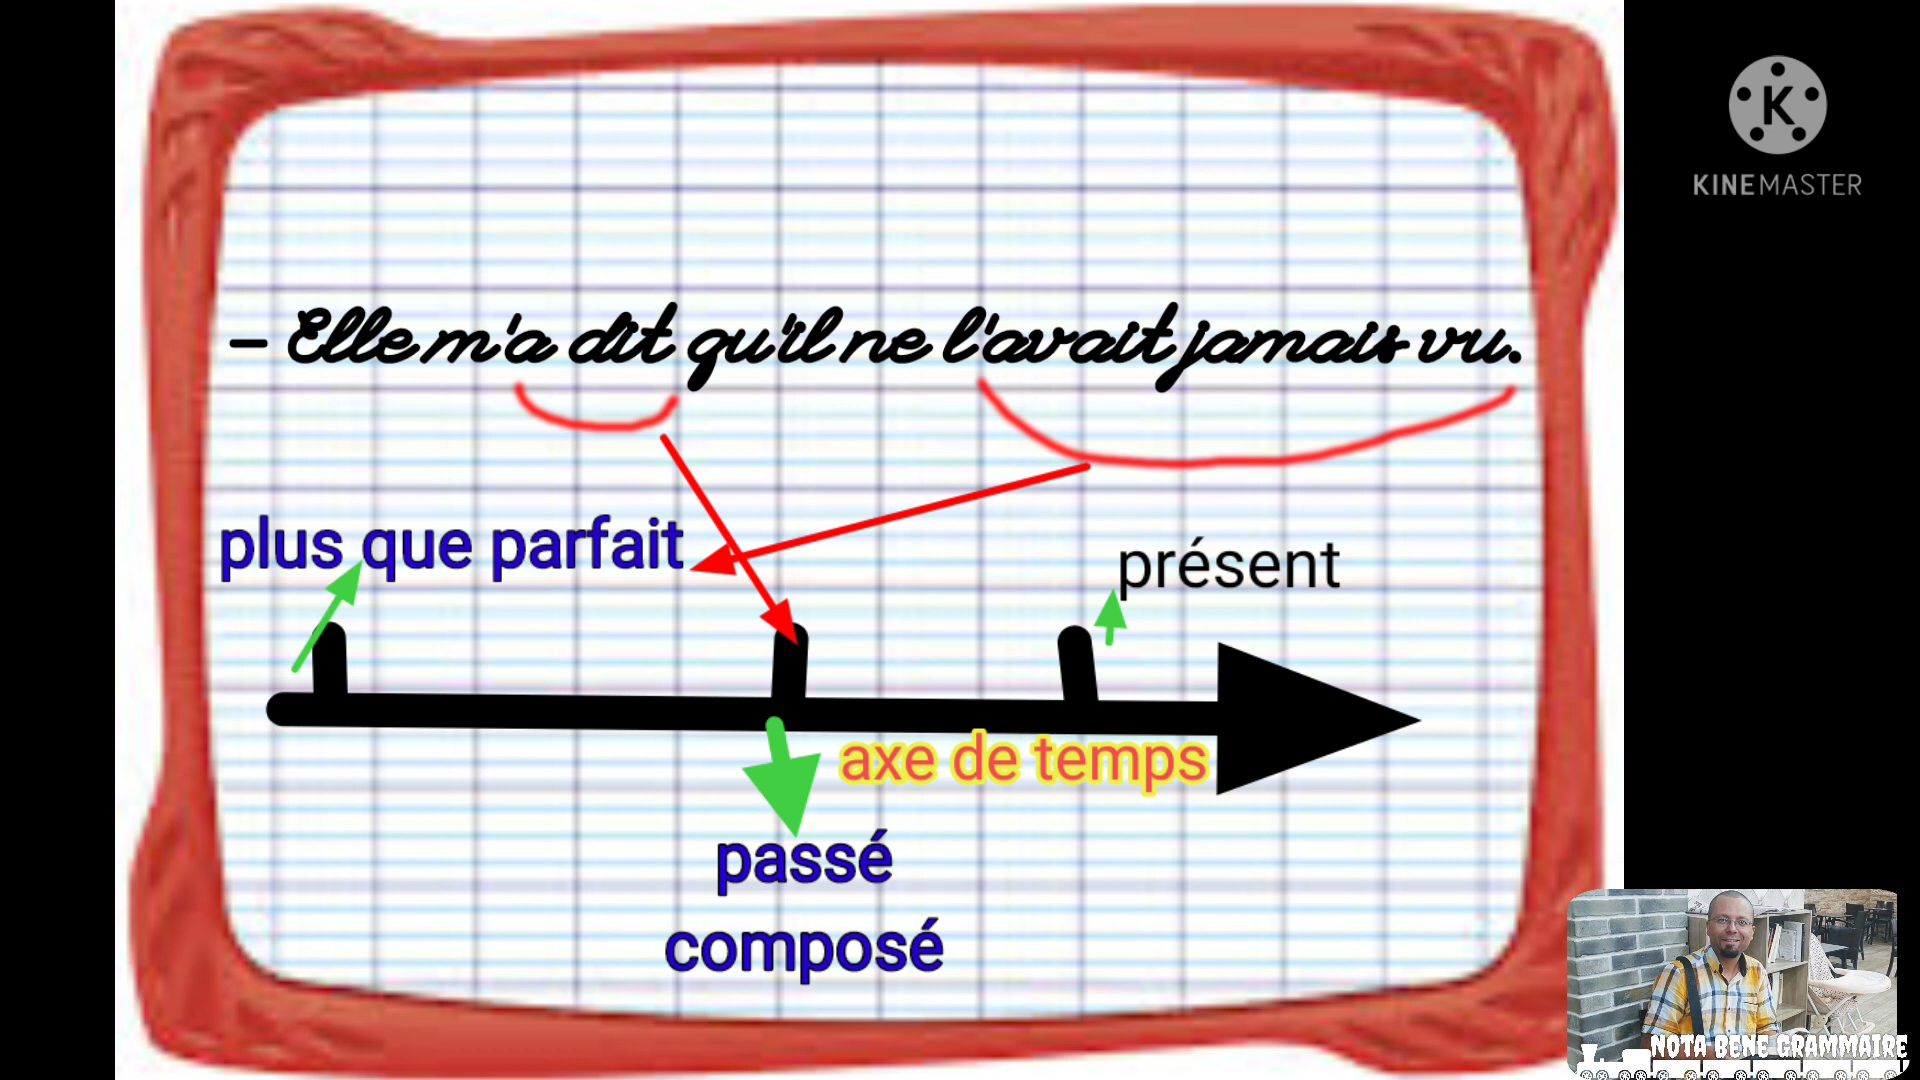 K
KINEMASTER
- Elle m'a dit qu'il ne l'avait jamais vu.
plus que parfait
présent
axe de temps
passé
composé
NOTA BENE GRAMMAIRE